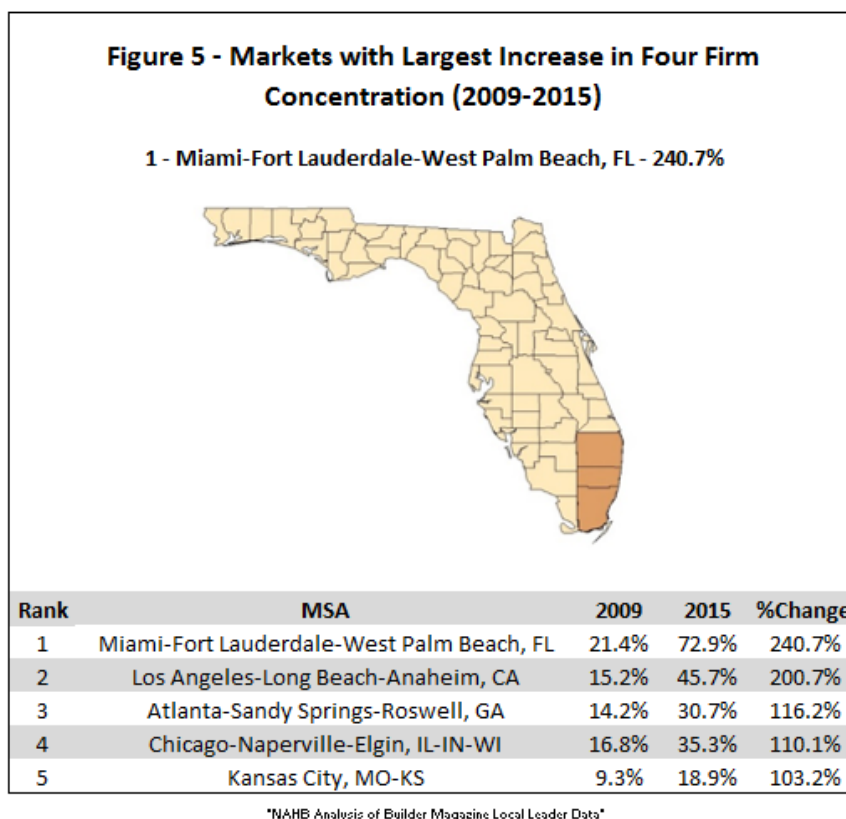 Figure 5 - Markets with Largest Increase in Four Firm
Concentration (2009-2015)
1 - Miami-Fort Lauderdale-West Palm Beach, FL - 240.7%
Rank MSA 2009 2015 %Change
1 Miami-Fort Lauderdale-West Palm Beach, FL 21.4% 72.9% 240.7%
2 Los Angeles-Long Beach-Anaheim, CA 15.2% 45.7% 200.7%
3 Atlanta-Sandy Springs-Roswell, GA 14.2% 30.7% 116.2%
4 Chicago-Naperville-Elgin, IL-IN-WI 16.8% 35.3% 110.1%
5 Kansas City, MO-KS 9.3% 18.9% 103.2%
"NAHB Analysis of Builder Magazine Local Leader Data"